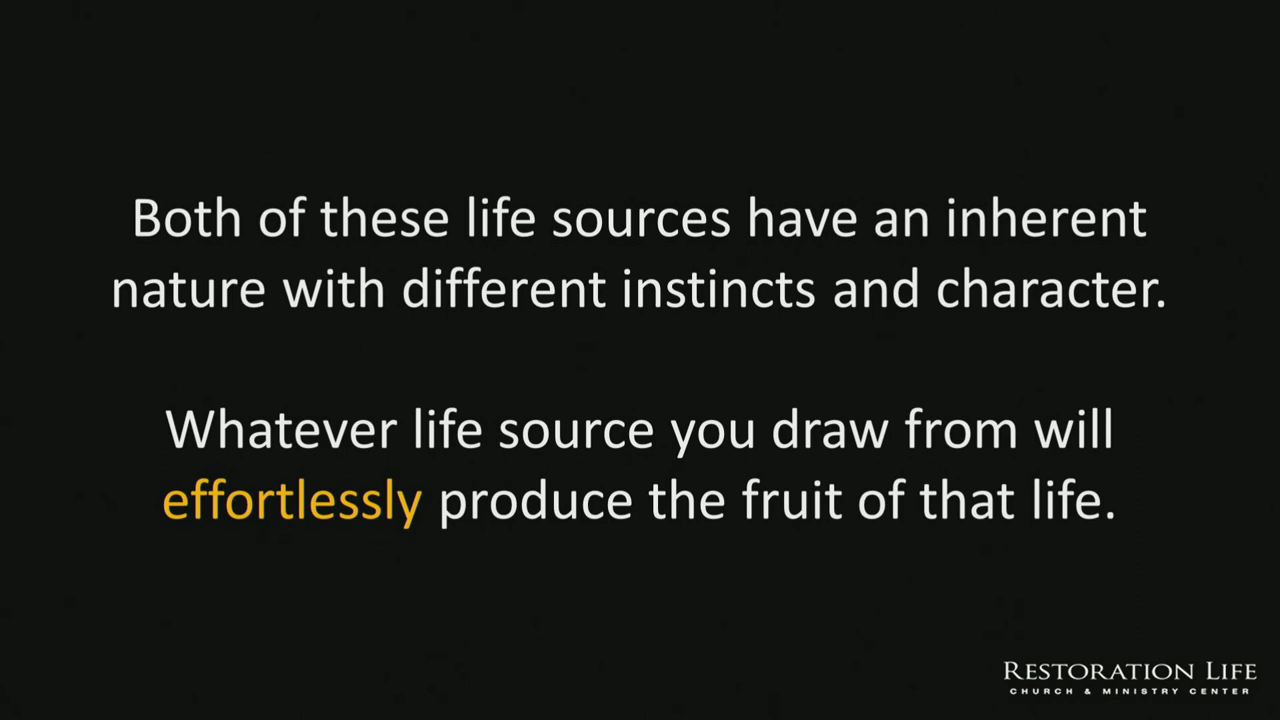 Both of these life sources have an inherent
nature with different instincts and character.
Whatever life source you draw from will
effortlessly produce the fruit of that life.
RESTORATION LIFE
CHURCH & MINISTRY CENTER